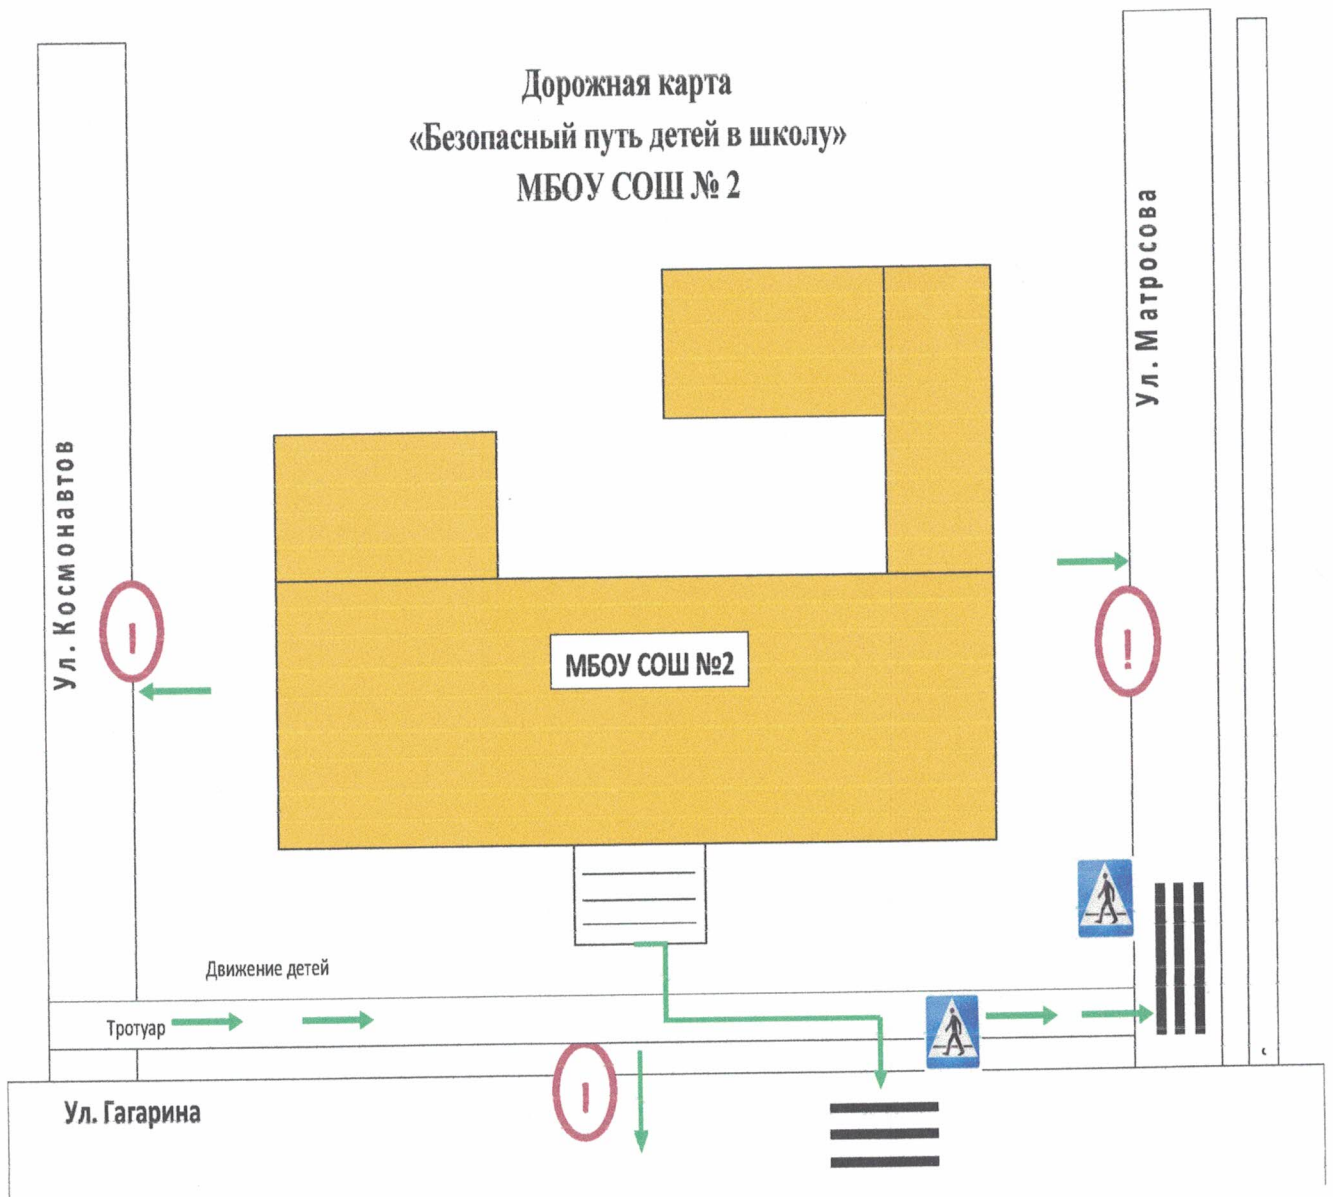 Дорожная карта
«Безопасный путь детей в школу»
МБОУ СОШ № 2
Ул. Матросова
Ул. Космонавтов
!
!
МБОУ СОШ №2
Движение детей
Тротуар
!
Ул. Гагарина